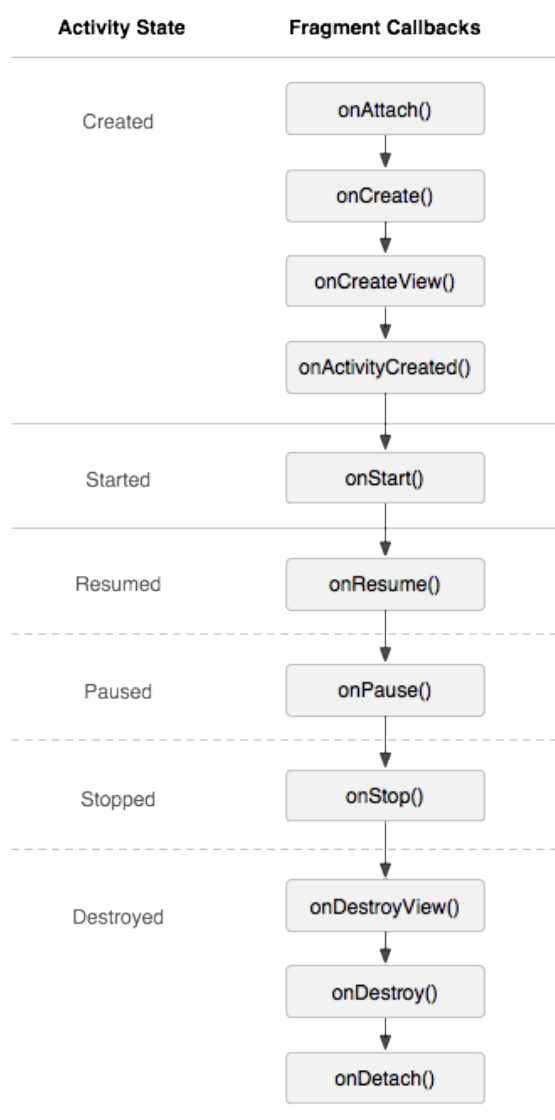 Activity State
Fragment Callbacks
Created
onAttach()
onCreate()
onCreateView()
onActivityCreated()
Started
onStart()
Resumed
onResume()
Paused
onPause()
Stopped
onStop()
Destroyed
onDestroyView()
onDestroy()
onDetach()